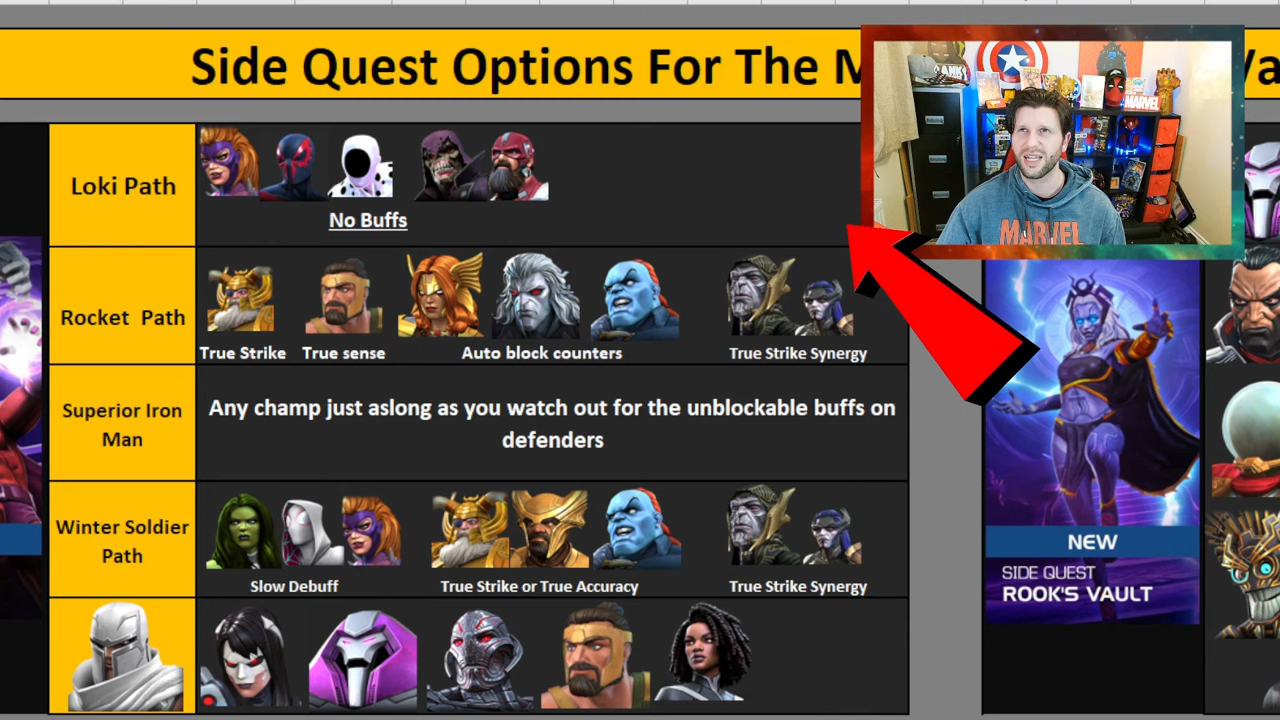 Side Quest Options For The
MARVEL
MARVEL
Loki Path
No Buffs
Rocket Path
True Strike
True sense
Auto block counters
True Strike Synergy
Superior Iron
Man
Any champ just aslong as you watch out for the unblockable buffs on
defenders
Winter Soldier
Path
Slow Debuff
True Strike or True Accuracy
True Strike Synergy
NEW
SIDE QUEST
ROOK'S VAULT